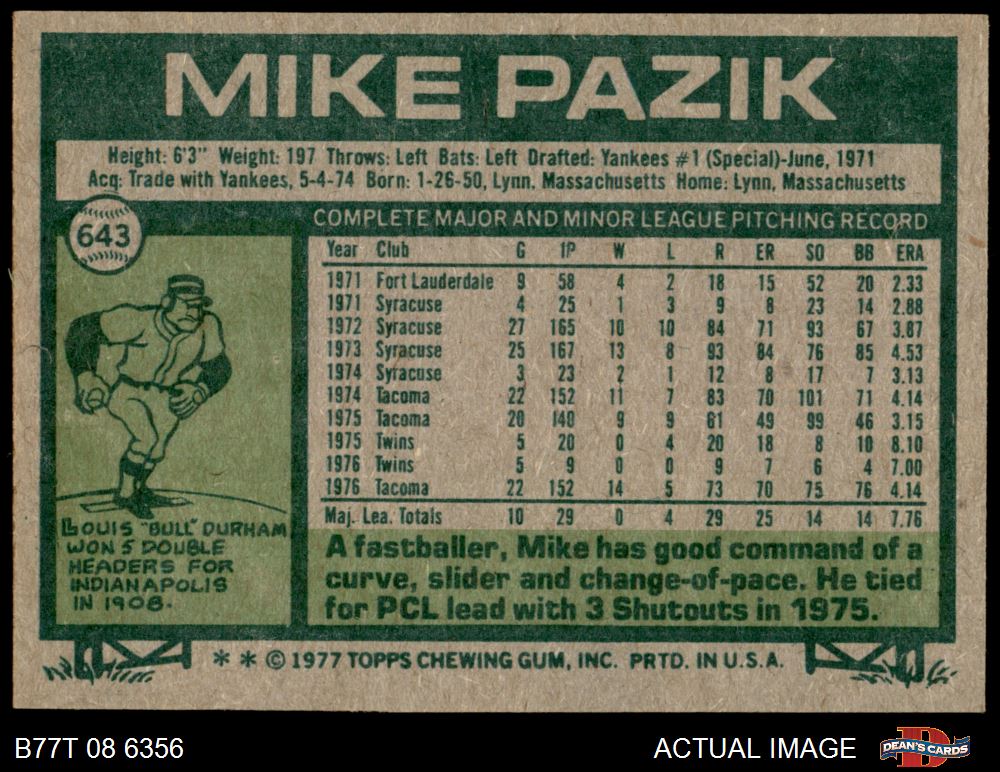 MIKE PAZIK
Height: 6'3" Weight: 197 Throws: Left Bats: Left Drafted: Yankees #1 (Special)-June, 1971
Acq: Trade with Yankees, 5-4-74 Born: 1-26-50, Lynn, Massachusetts Home: Lynn, Massachusetts
643
COMPLETE MAJOR AND MINOR LEAGUE PITCHING RECORD
Year Club G IP W L R ER SO BB ERA
1971 Fort Lauderdale 9 58 4 2 18 15 52 20 2.33
1971 Syracuse 4 25 1 3 9 8 23 14 2.88
1972 Syracuse 27 165 10 10 84 71 93 67 3.87
1973 Syracuse 25 167 13 8 93 84 76 85 4.53
1974 Syracuse 3 23 2 1 12 8 17 7 3.13
1974 Tacoma 22 152 11 7 83 70 101 71 4.14
1975 Tacoma 20 140 9 9 61 49 99 46 3.15
1975 Twins 5 20 0 4 20 18 8 10 8.10
1976 Twins 5 9 0 0 9 7 6 4 7.00
1976 Tacoma 22 152 14 5 73 70 75 76 4.14
Maj. Lea. Totals 10 29 0 4 29 25 14 14 7.76
LOUIS "BULL" DURHAM
WON 5 DOUBLE
HEADERS FOR
INDIANAPOLIS
IN 1908.
A fastballer, Mike has good command of a
curve, slider and change-of-pace. He tied
for PCL lead with 3 Shutouts in 1975.
* * © 1977 TOPPS CHEWING GUM, INC. PRTD. IN U.S.A.
B77T 08 6356
ACTUAL IMAGE
D
DEAN'S CARDS